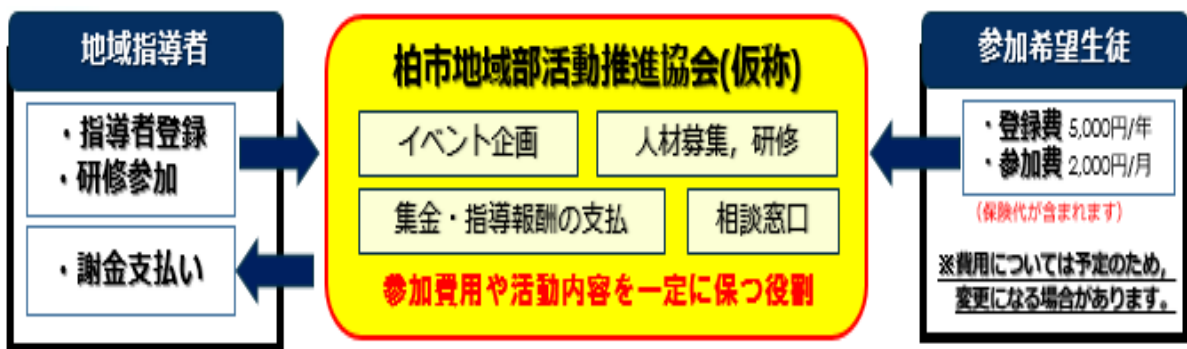 地域指導者
・指導者登録
・研修参加
・謝金支払い
柏市地域部活動推進協会(仮称)
イベント企画
人材募集，研修
集金・指導報酬の支払
相談窓口
参加費用や活動内容を一定に保つ役割
参加希望生徒
・登録費 5,000円/年
・参加費 2,000円/月
（保険代が含まれます）
※費用については予定のため，
変更になる場合があります。